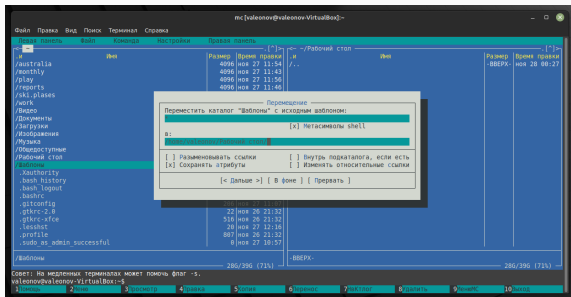 mc [valeonov@valeonov-VirtualBox]:~
Файл Правка Вид Поиск Терминал Справка
Левая панель Файл Команда Настройки Правая панель
<- ~ .[^]> <- ~/Рабочий стол .[^]>
.и Имя Размер Время правки .и Имя Размер Время правки
/australia 4096 ноя 27 11:54 /.. -ВВЕРХ- ноя 28 00:27
/monthly 4096 ноя 27 11:43
/play 4096 ноя 27 11:56
/reports 4096 ноя 27 11:46
/ski.plases
/work
/Видео
/Документы
/Загрузки
/Изображения
/Музыка
/Общедоступные
/Рабочий стол
/Шаблоны
.Xauthority
.bash_history
.bash_logout
.bashrc
.gitconfig
.gtkrc-2.0 22 ноя 26 21:32
.gtkrc-xfce 516 ноя 26 21:32
.lesshst 20 ноя 27 12:16
.profile 807 ноя 26 21:32
.sudo_as_admin_successful 0 ноя 27 10:57
Перемещение
Переместить каталог "Шаблоны" с исходным шаблоном:
[x] Метасимволы shell
в:
[ ] Разыменовывать ссылки [ ] Внутрь подкаталога, если есть
[x] Сохранять атрибуты [ ] Изменять относительные ссылки
[< Дальше >] [ В фоне ] [ Прервать ]
/Шаблоны -ВВЕРХ-
28G/39G (71%) 28G/39G (71%)
Совет: На медленных терминалах может помочь флаг -s.
valeonov@valeonov-VirtualBox:~$
1Помощь 2Меню 3Просмотр 4Правка 5Копия 6Перенос 7НвКтлог 8Удалить 9МенюМС 10Выход